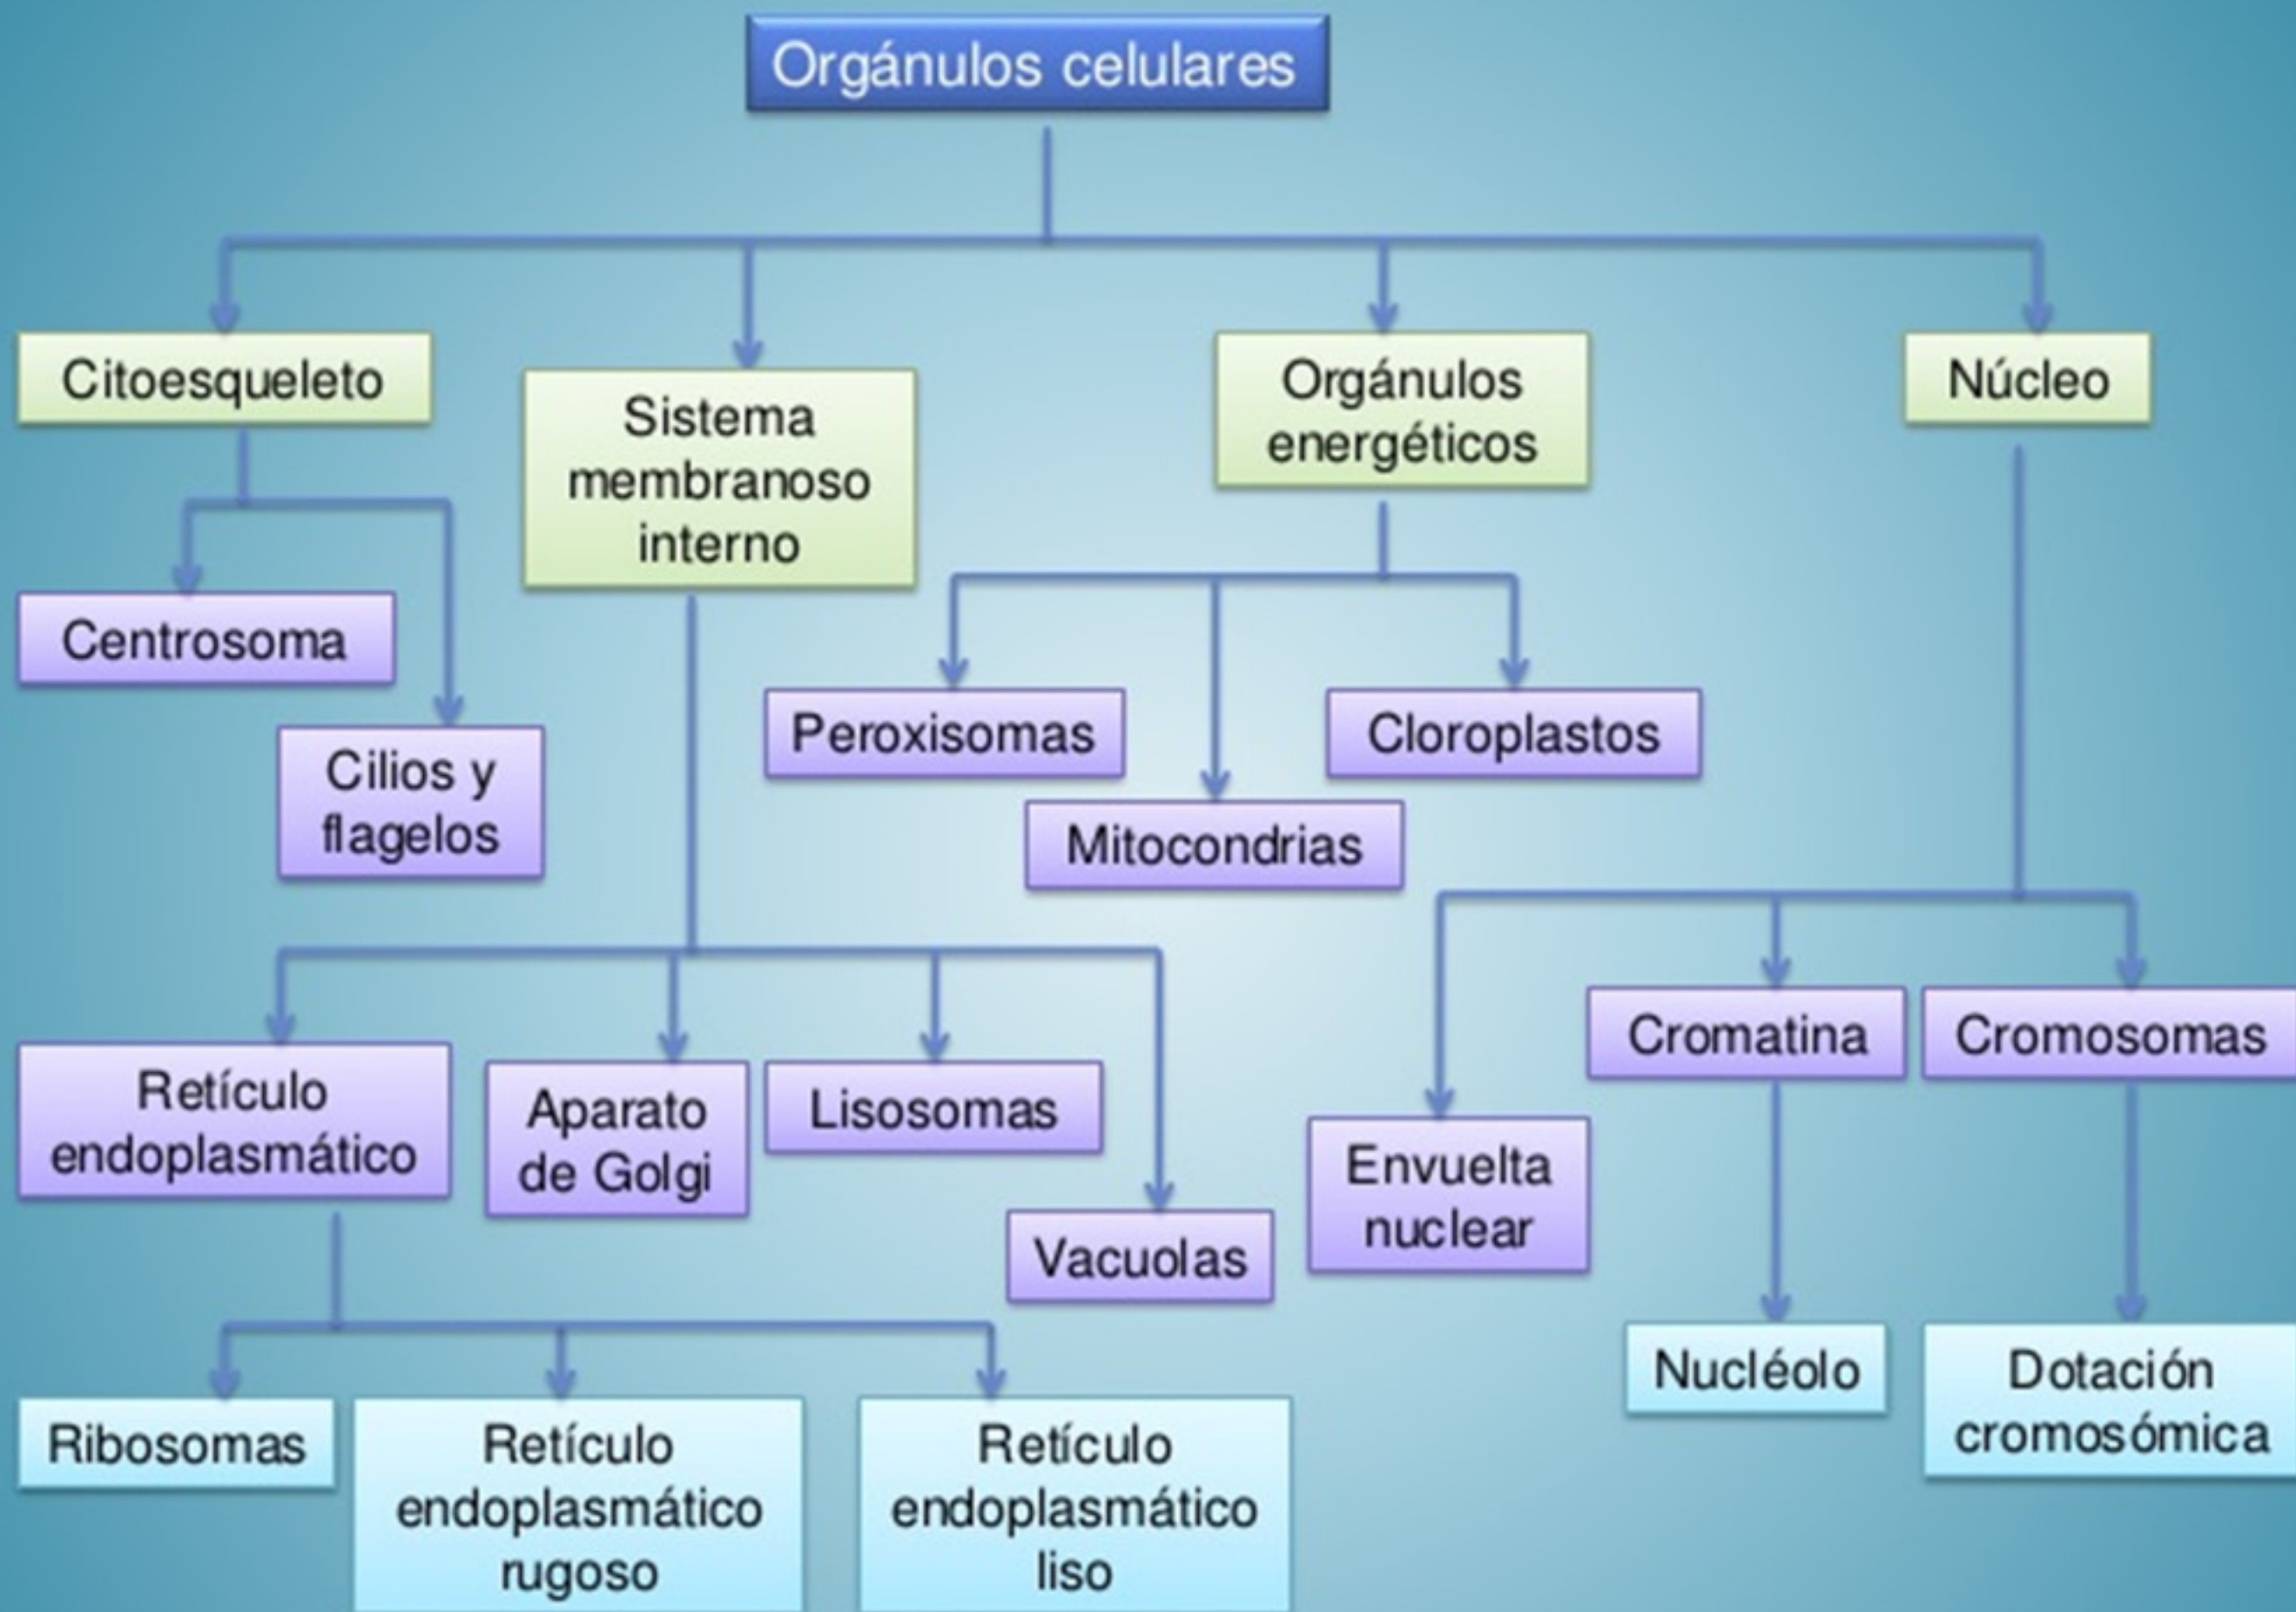 Orgánulos celulares
Citoesqueleto
Sistema
membranoso
interno
Orgánulos
energéticos
Núcleo
Centrosoma
Cilios y
flagelos
Peroxisomas
Cloroplastos
Mitocondrias
Retículo
endoplasmático
Aparato
de Golgi
Lisosomas
Vacuolas
Envuelta
nuclear
Cromatina
Cromosomas
Ribosomas
Retículo
endoplasmático
rugoso
Retículo
endoplasmático
liso
Nucléolo
Dotación
cromosómica